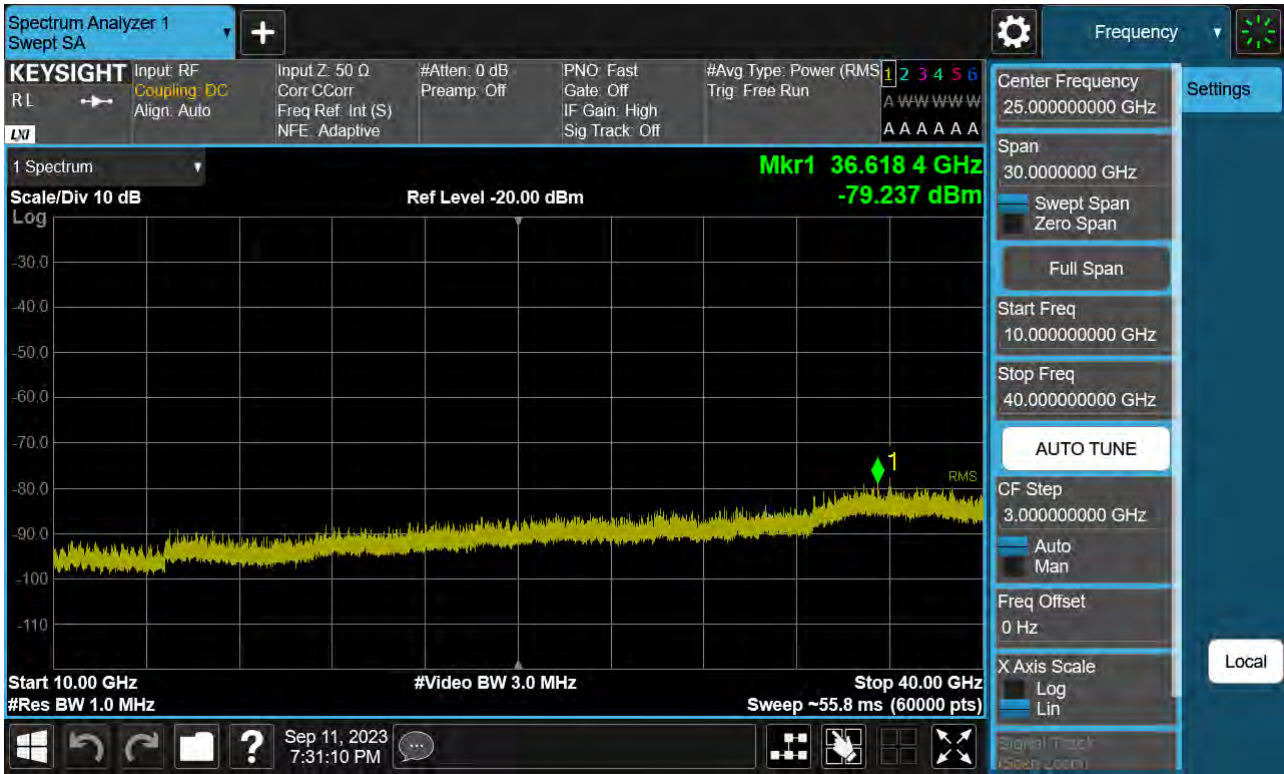 Spectrum Analyzer 1
Swept SA
+
Frequency
KEYSIGHT
RL
LXI
Input: RF
Coupling: DC
Align: Auto
Input Z: 50 Ω
Corr CCorr
Freq Ref: Int (S)
NFE: Adaptive
#Atten: 0 dB
Preamp: Off
PNO: Fast
Gate: Off
IF Gain: High
Sig Track: Off
#Avg Type: Power (RMS
Trig: Free Run
1 2 3 4 5 6
A W W W W W
A A A A A A
1 Spectrum
Scale/Div 10 dB
Log
Ref Level -20.00 dBm
Mkr1 36.618 4 GHz
-79.237 dBm
-30.0
-40.0
-50.0
-60.0
-70.0
-80.0
-90.0
-100
-110
1
RMS
Start 10.00 GHz
#Res BW 1.0 MHz
#Video BW 3.0 MHz
Stop 40.00 GHz
Sweep ~55.8 ms (60000 pts)
Center Frequency
25.000000000 GHz
Span
30.0000000 GHz
Swept Span
Zero Span
Full Span
Start Freq
10.000000000 GHz
Stop Freq
40.000000000 GHz
AUTO TUNE
CF Step
3.000000000 GHz
Auto
Man
Freq Offset
0 Hz
X Axis Scale
Log
Lin
Signal Track
(Span Zoom)
Settings
Local
?
Sep 11, 2023
7:31:10 PM